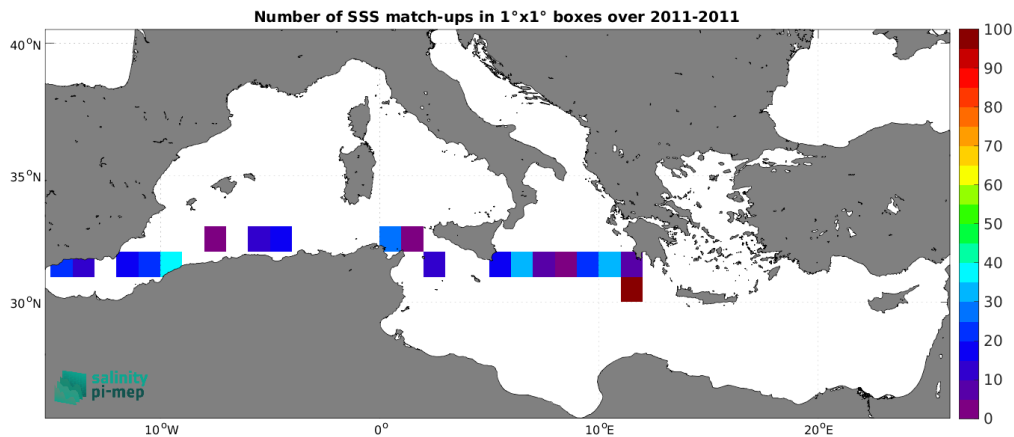 Number of SSS match-ups in 1°x1° boxes over 2011-2011
40°N
35°N
30°N
10°W
0°
10°E
20°E
100
90
80
70
60
50
40
30
20
10
0
salinity
pi-mep